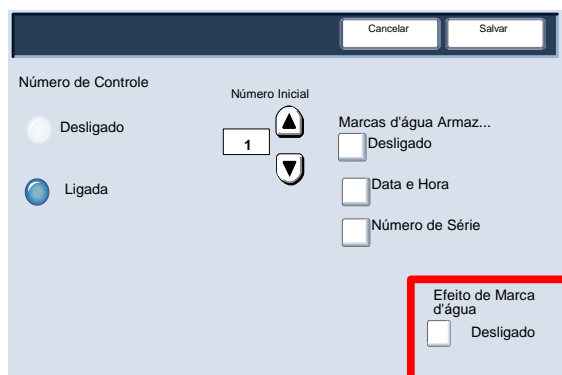 Cancelar
Salvar
Número de Controle
Número Inicial
Desligado
1
Ligada
Marcas d'água Armaz...
Desligado
Data e Hora
Número de Série
Efeito de Marca
d'água
Desligado